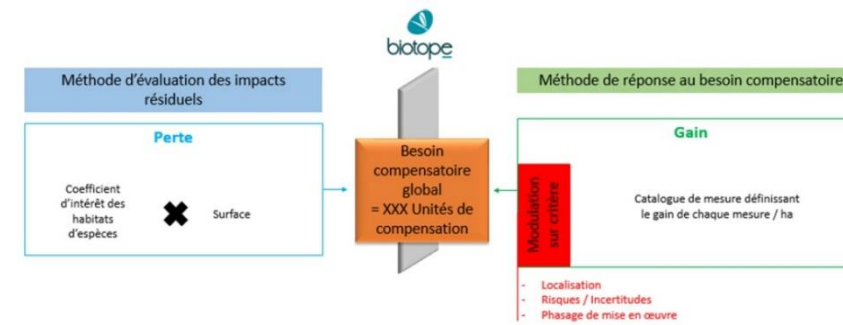 biotope
Méthode d'évaluation des impacts
résiduels
Perte
Coefficient
d'intérêt des
habitats
d'espèces
Surface
Besoin
compensatoire
global
= XXX Unités de
compensation
Méthode de réponse au besoin compensatoire
Gain
Modulation
sur critère
Catalogue de mesure définissant
le gain de chaque mesure / ha
- Localisation
- Risques / Incertitudes
- Phasage de mise en œuvre